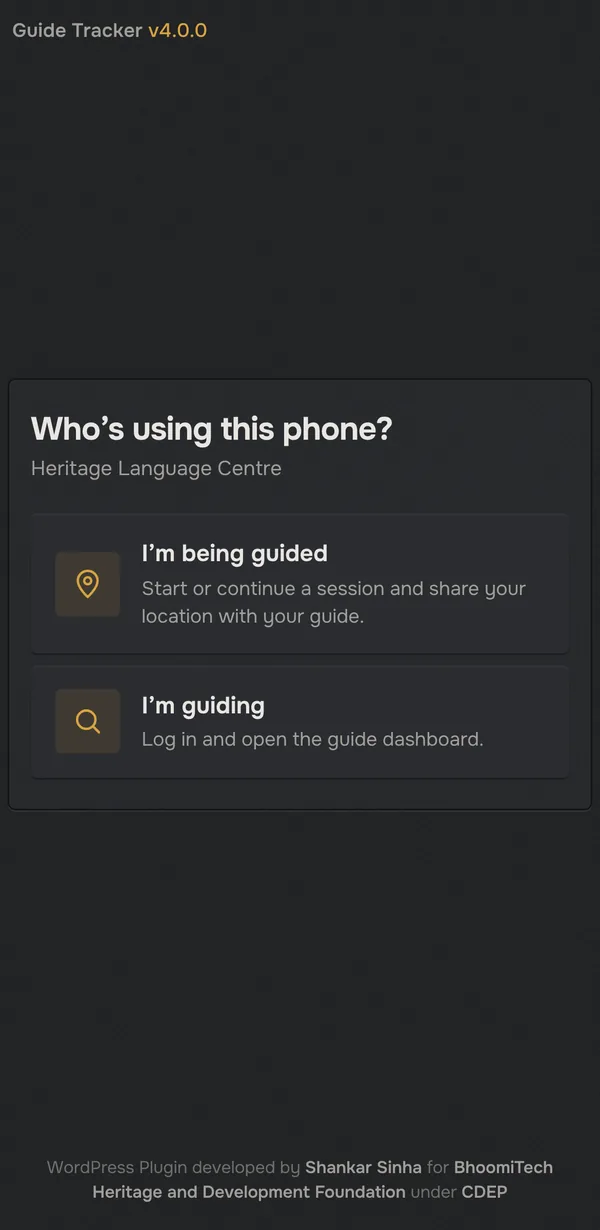 Guide Tracker v4.0.0
Who’s using this phone?
Heritage Language Centre
I’m being guided
Start or continue a session and share your
location with your guide.
I’m guiding
Log in and open the guide dashboard.
WordPress Plugin developed by Shankar Sinha for BhoomiTech
Heritage and Development Foundation under CDEP